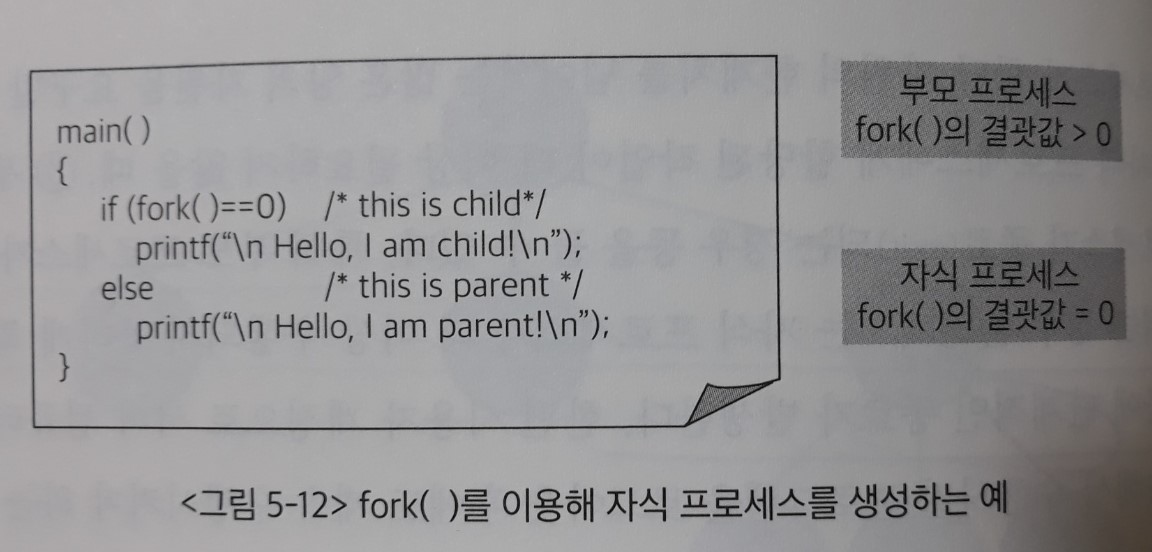 main( )
{
if (fork( )==0) /* this is child*/
printf(“\n Hello, I am child!\n”);
else /* this is parent */
printf(“\n Hello, I am parent!\n”);
}
부모 프로세스
fork( )의 결괏값 > 0
자식 프로세스
fork( )의 결괏값 = 0
<그림 5-12> fork( )를 이용해 자식 프로세스를 생성하는 예